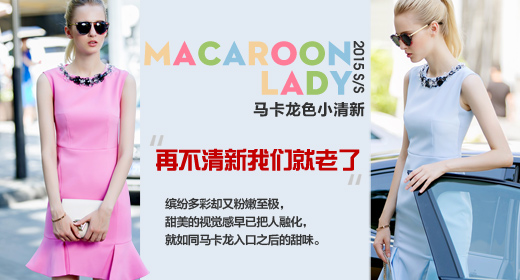 MACAROON
LADY
2015 S/S
马卡龙色小清新
"再不清新我们就老了"
缤纷多彩却又粉嫩至极，
甜美的视觉感早已把人融化，
就如同马卡龙入口之后的甜味。